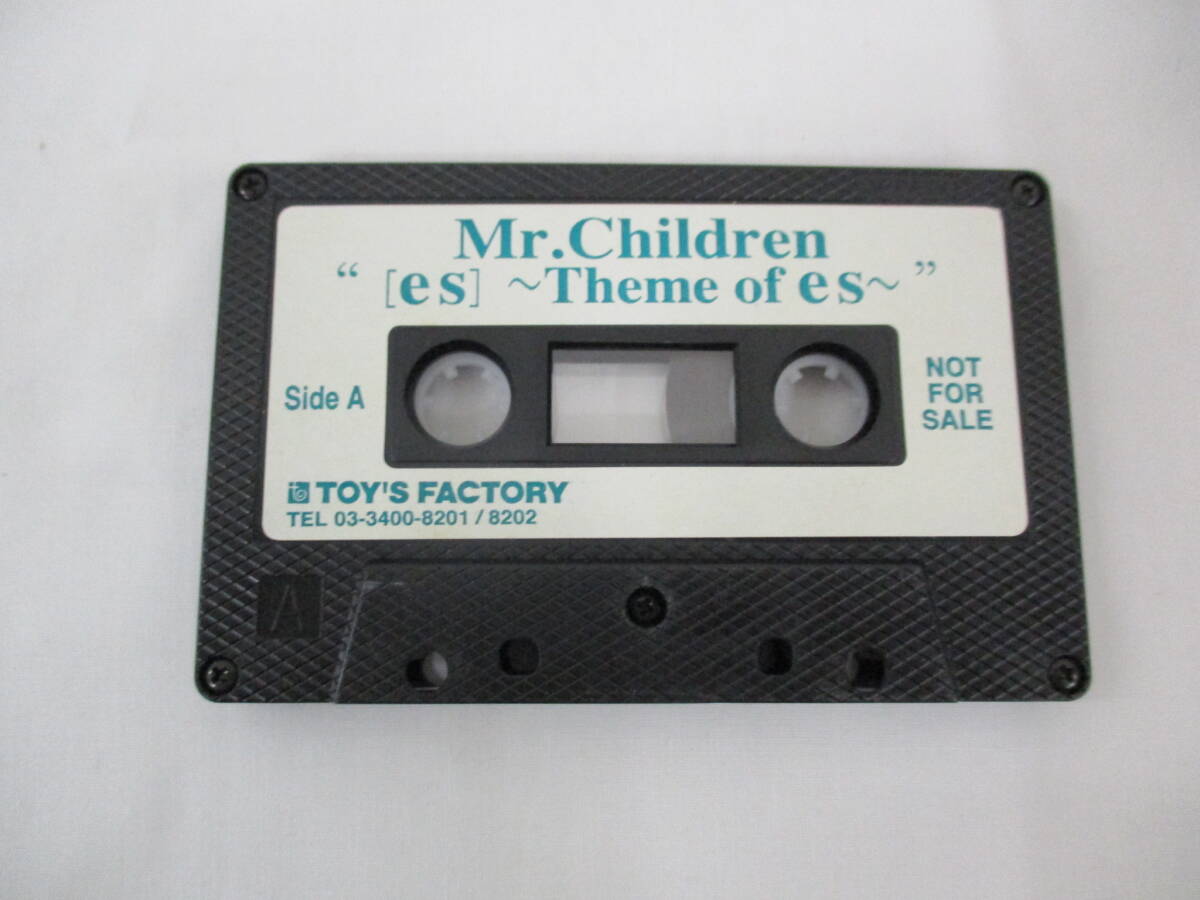 Mr.Children
“ [es] ~Theme of es~ ”
Side A
NOT
FOR
SALE
TOY'S FACTORY
TEL 03-3400-8201 / 8202
A